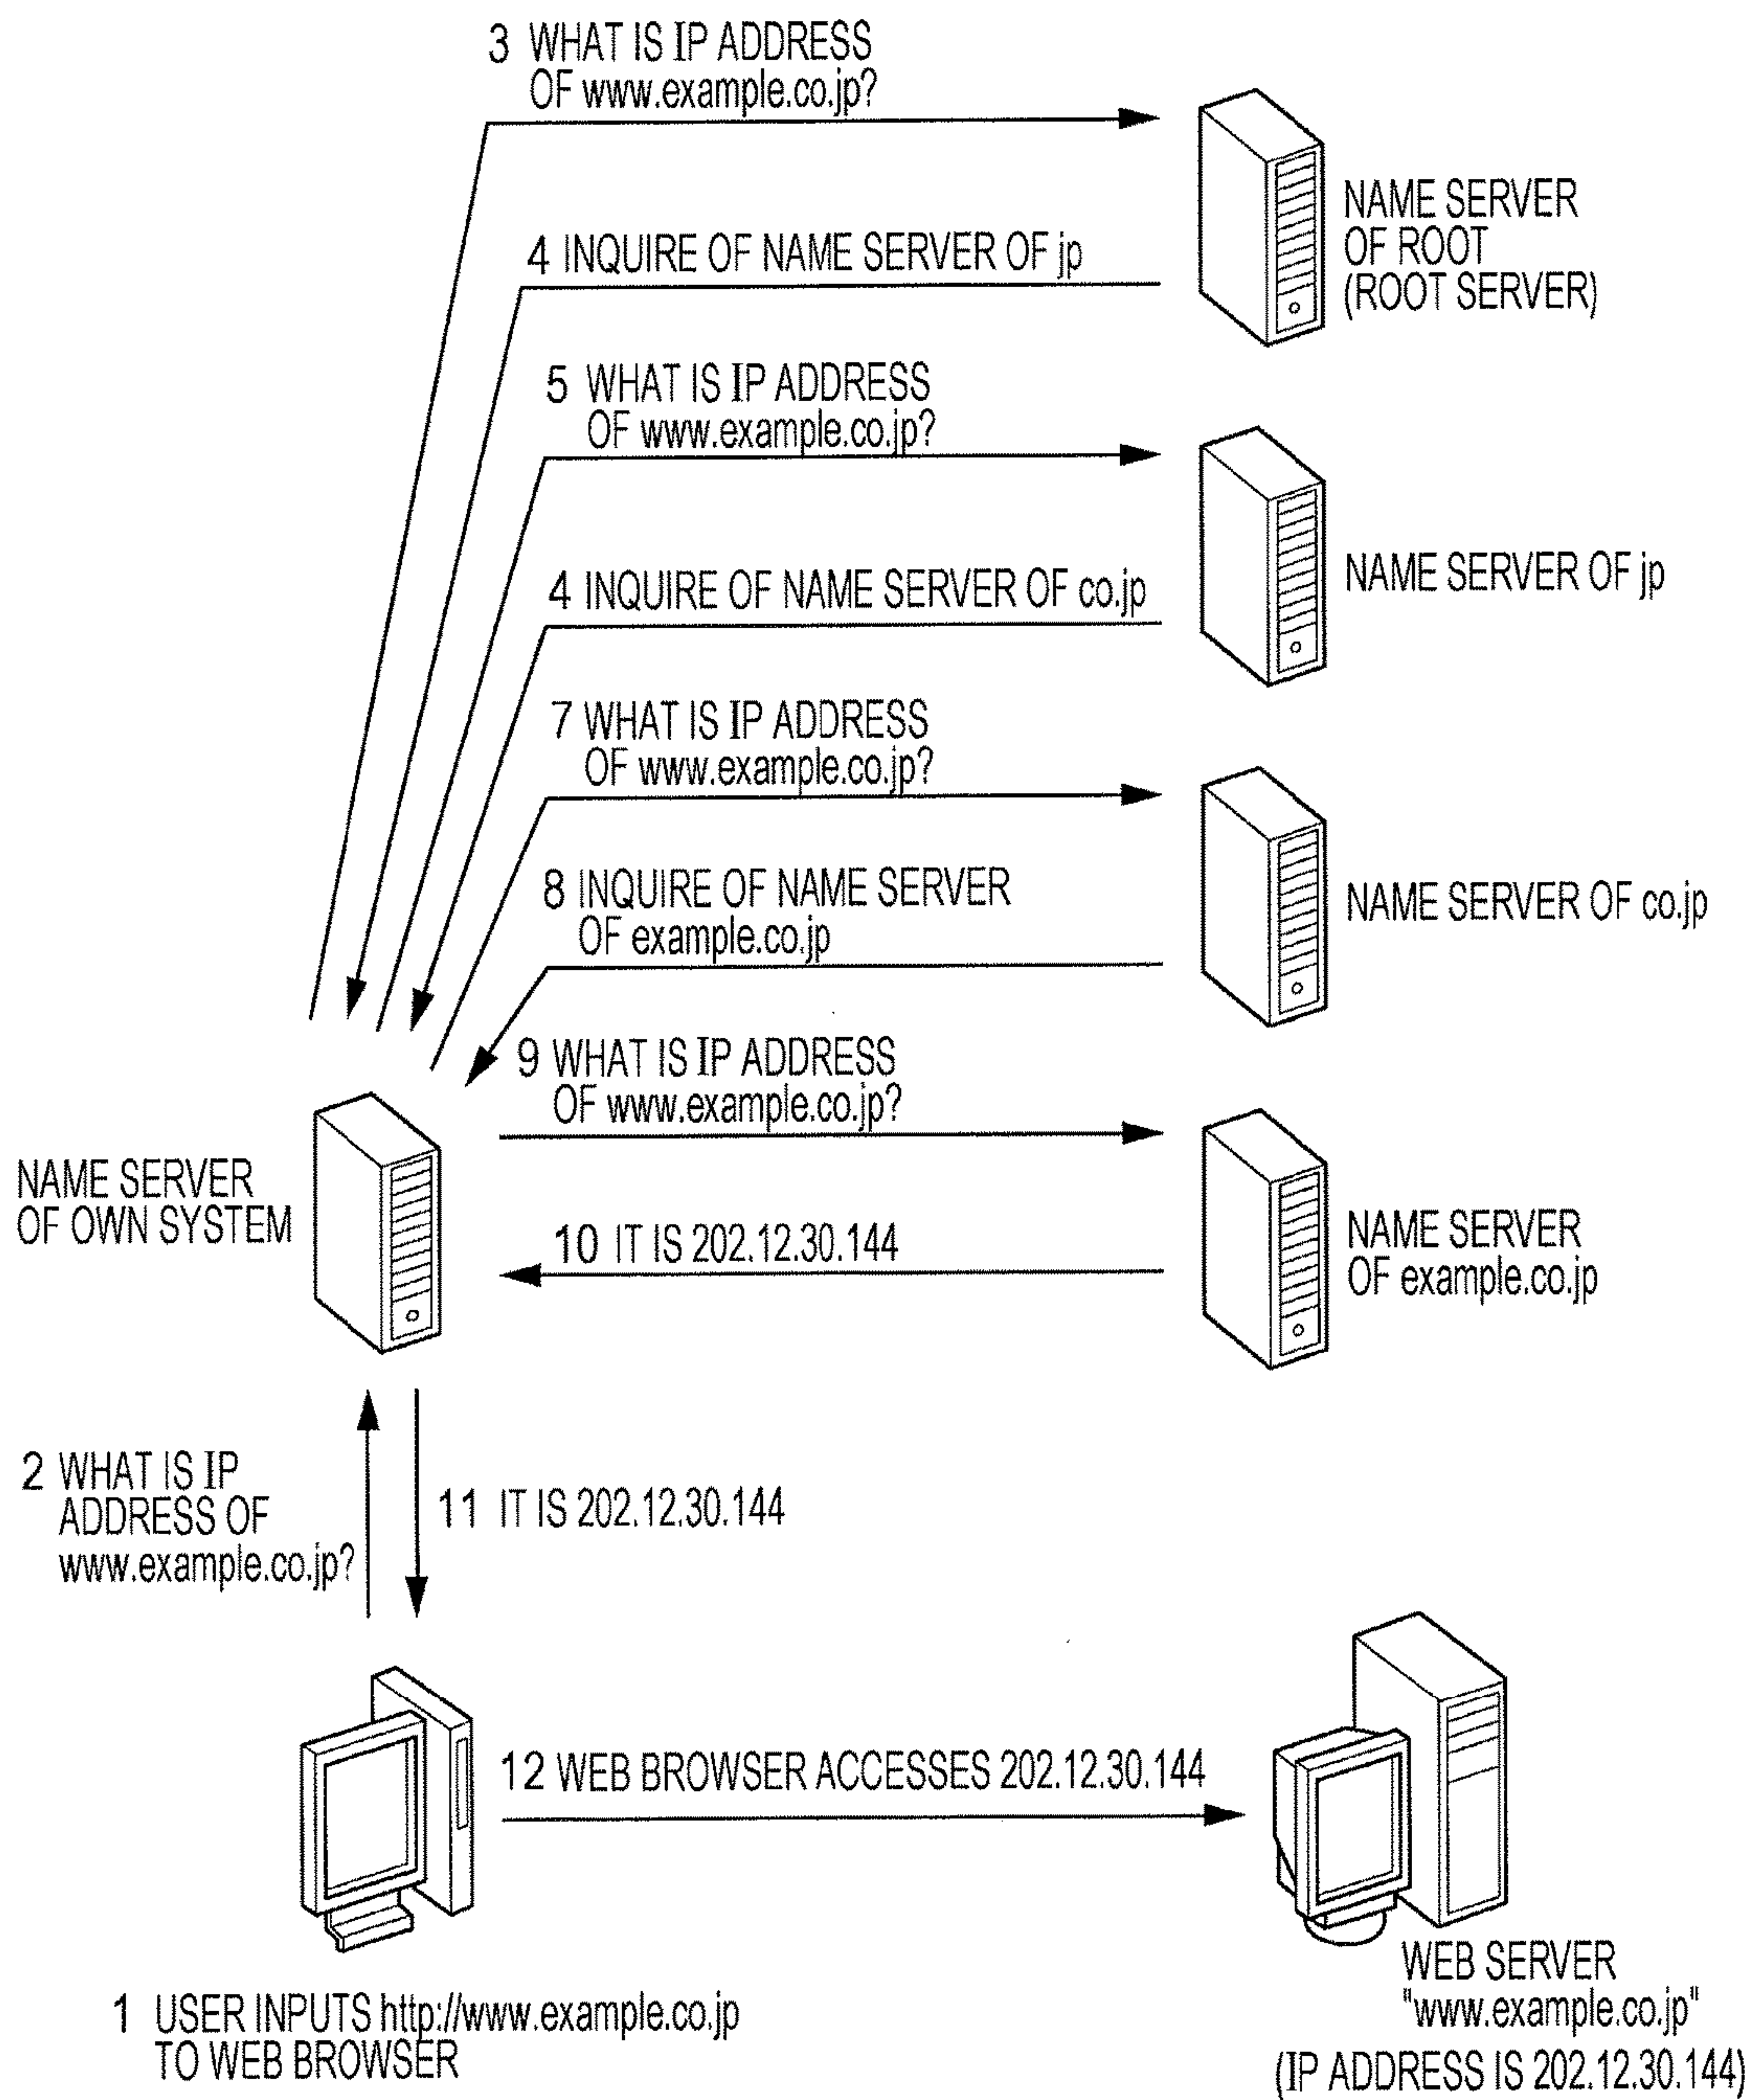 3 WHAT IS IP ADDRESS
OF www.example.co.jp?
NAME SERVER
OF ROOT
(ROOT SERVER)
4 INQUIRE OF NAME SERVER OF jp
5 WHAT IS IP ADDRESS
OF www.example.co.jp?
NAME SERVER OF jp
4 INQUIRE OF NAME SERVER OF co.jp
7 WHAT IS IP ADDRESS
OF www.example.co.jp?
8 INQUIRE OF NAME SERVER
OF example.co.jp
NAME SERVER OF co.jp
9 WHAT IS IP ADDRESS
OF www.example.co.jp?
NAME SERVER
OF OWN SYSTEM
10 IT IS 202.12.30.144
NAME SERVER
OF example.co.jp
2 WHAT IS IP
ADDRESS OF
www.example.co.jp?
11 IT IS 202.12.30.144
12 WEB BROWSER ACCESSES 202.12.30.144
1 USER INPUTS http://www.example.co.jp
TO WEB BROWSER
WEB SERVER
"www.example.co.jp"
(IP ADDRESS IS 202.12.30.144)